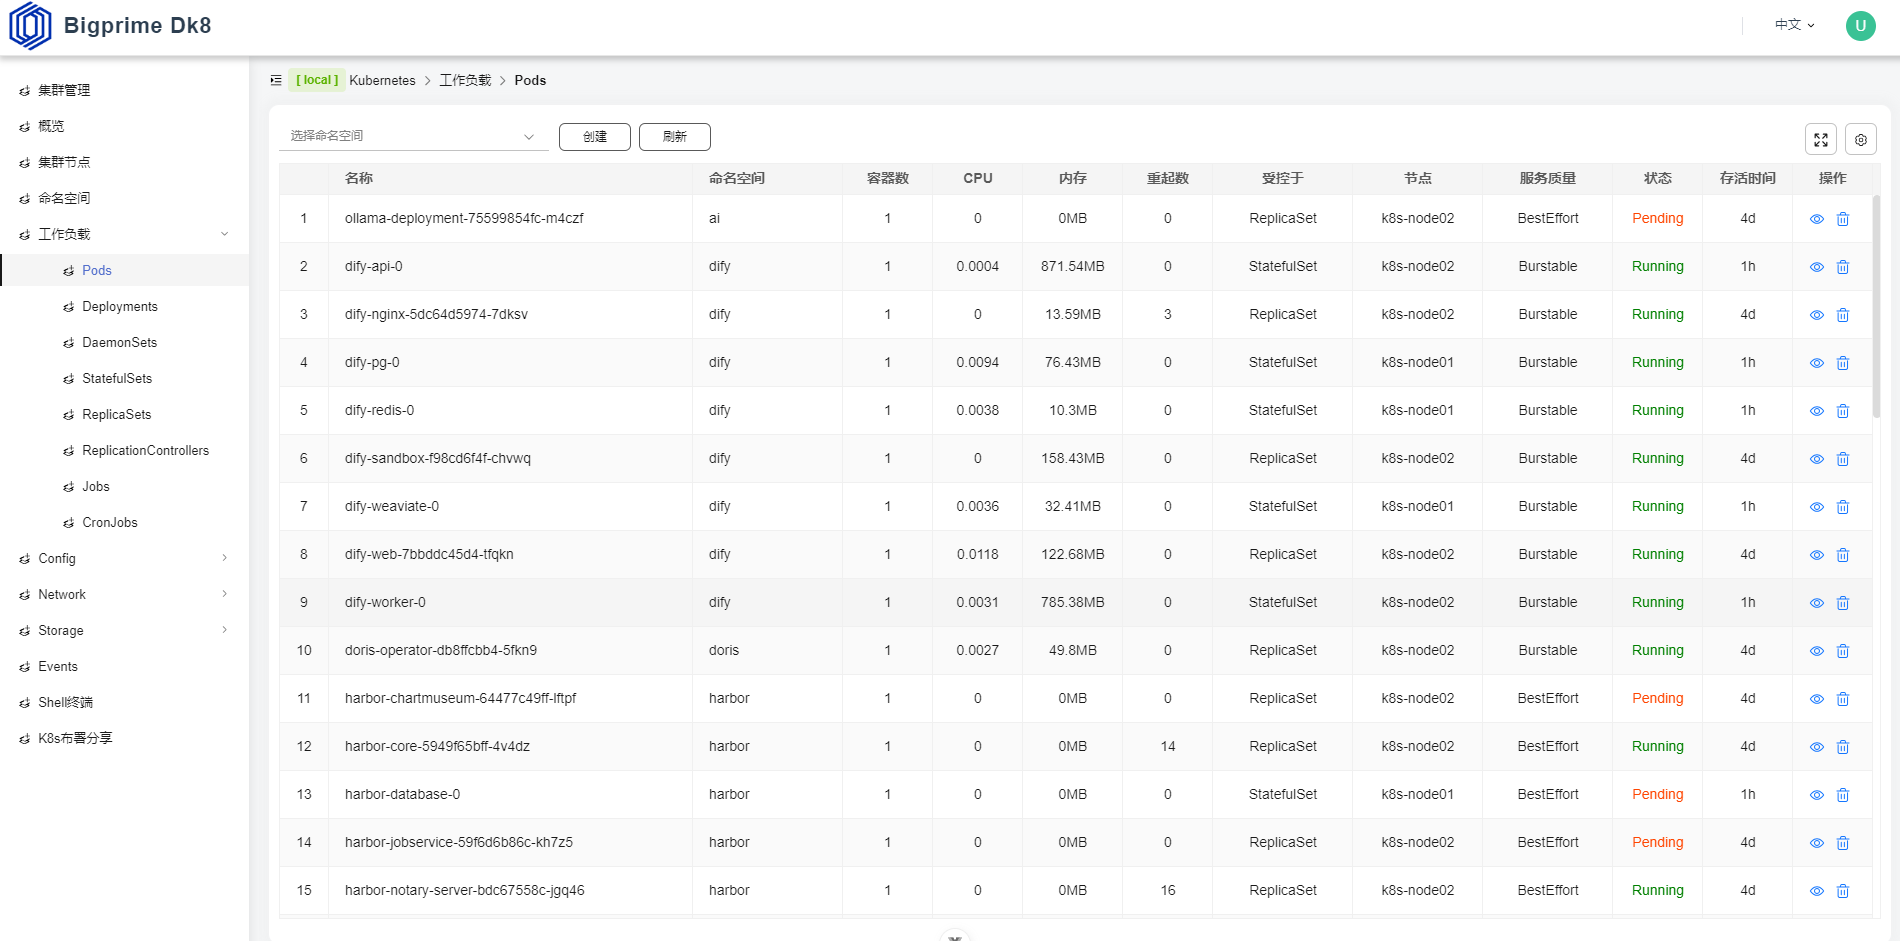 Bigprime Dk8
中文
U
集群管理
概览
集群节点
命名空间
工作负载
Pods
Deployments
DaemonSets
StatefulSets
ReplicaSets
ReplicationControllers
Jobs
CronJobs
Config
Network
Storage
Events
Shell终端
K8s布署分享
[ local ] Kubernetes > 工作负载 > Pods
选择命名空间 创建 刷新
名称 命名空间 容器数 CPU 内存 重起数 受控于 节点 服务质量 状态 存活时间 操作
1 ollama-deployment-75599854fc-m4czf ai 1 0 0MB 0 ReplicaSet k8s-node02 BestEffort Pending 4d
2 dify-api-0 dify 1 0.0004 871.54MB 0 StatefulSet k8s-node02 Burstable Running 1h
3 dify-nginx-5dc64d5974-7dksv dify 1 0 13.59MB 3 ReplicaSet k8s-node02 Burstable Running 4d
4 dify-pg-0 dify 1 0.0094 76.43MB 0 StatefulSet k8s-node01 Burstable Running 1h
5 dify-redis-0 dify 1 0.0038 10.3MB 0 StatefulSet k8s-node01 Burstable Running 1h
6 dify-sandbox-f98cd6f4f-chvwq dify 1 0 158.43MB 0 ReplicaSet k8s-node02 Burstable Running 4d
7 dify-weaviate-0 dify 1 0.0036 32.41MB 0 StatefulSet k8s-node01 Burstable Running 1h
8 dify-web-7bbddc45d4-tfqkn dify 1 0.0118 122.68MB 0 ReplicaSet k8s-node02 Burstable Running 4d
9 dify-worker-0 dify 1 0.0031 785.38MB 0 StatefulSet k8s-node02 Burstable Running 1h
10 doris-operator-db8ffcbb4-5fkn9 doris 1 0.0027 49.8MB 0 ReplicaSet k8s-node02 Burstable Running 4d
11 harbor-chartmuseum-64477c49ff-lftpf harbor 1 0 0MB 0 ReplicaSet k8s-node02 BestEffort Pending 4d
12 harbor-core-5949f65bff-4v4dz harbor 1 0 0MB 14 ReplicaSet k8s-node02 BestEffort Running 4d
13 harbor-database-0 harbor 1 0 0MB 0 StatefulSet k8s-node01 BestEffort Pending 1h
14 harbor-jobservice-59f6d6b86c-kh7z5 harbor 1 0 0MB 0 ReplicaSet k8s-node02 BestEffort Pending 4d
15 harbor-notary-server-bdc67558c-jgq46 harbor 1 0 0MB 16 ReplicaSet k8s-node02 BestEffort Running 4d